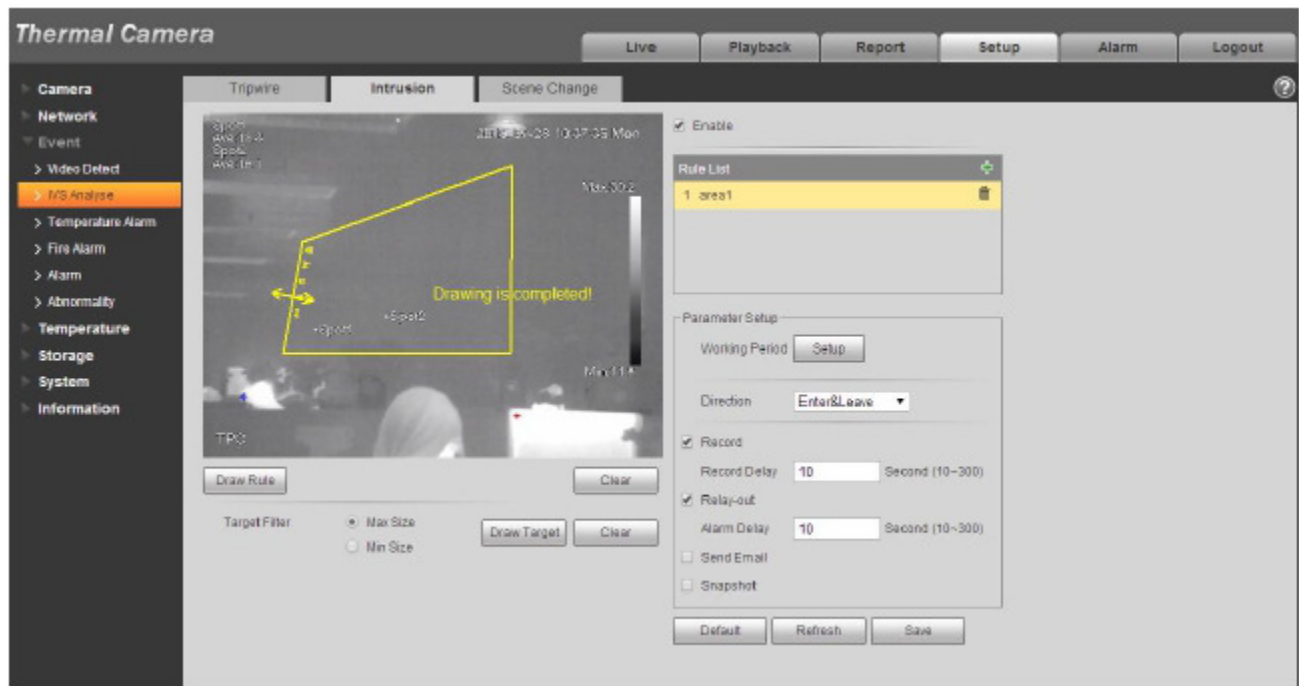 Thermal Camera
Live Playback Report Setup Alarm Logout
Camera
Network
Event
> Video Detect
> IVS Analyse
> Temperature Alarm
> Fire Alarm
> Alarm
> Abnormality
Temperature
Storage
System
Information
Tripwire Intrusion Scene Change
?
Spot2
Drawing is completed!
+Spot1 +Spot2
TPC
Draw Rule Clear
Target Filter Max Size Draw Target Clear
Min Size
Enable
Rule List
1 area1
Parameter Setup
Working Period Setup
Direction Enter&Leave
Record
Record Delay 10 Second (10~300)
Relay-out
Alarm Delay 10 Second (10~300)
Send Email
Snapshot
Default Refresh Save